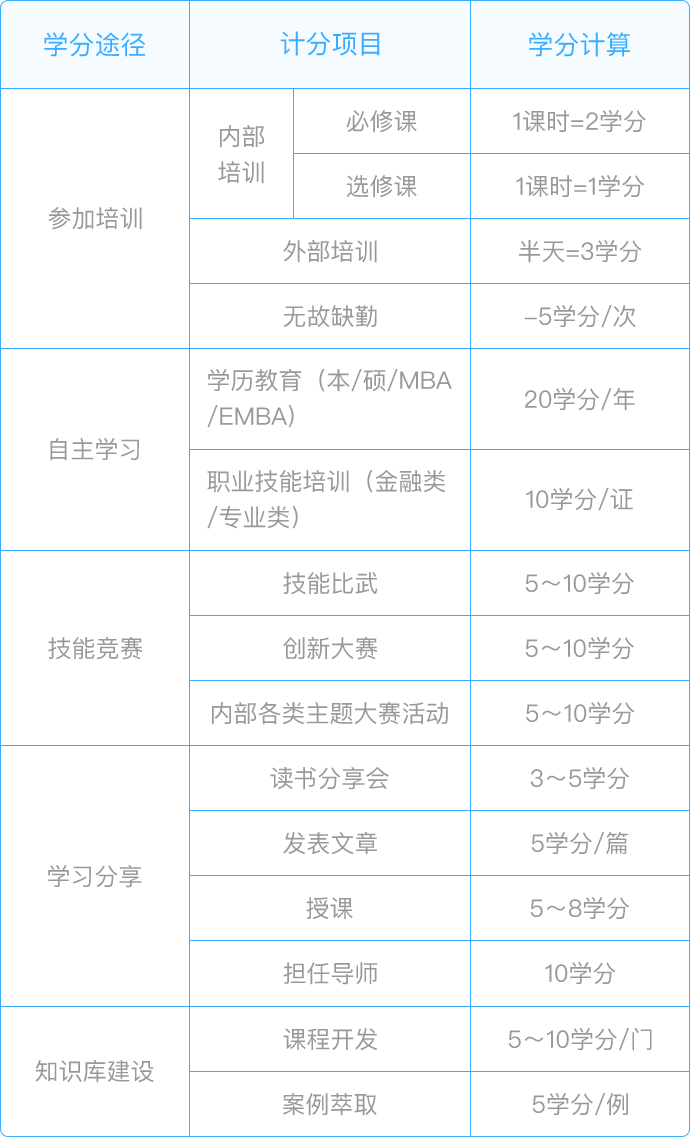 学分途径 计分项目 学分计算
参加培训
内部
培训
必修课 1课时=2学分
选修课 1课时=1学分
外部培训 半天=3学分
无故缺勤 -5学分/次
自主学习
学历教育（本/硕/MBA
/EMBA） 20学分/年
职业技能培训（金融类
/专业类） 10学分/证
技能竞赛
技能比武 5～10学分
创新大赛 5～10学分
内部各类主题大赛活动 5～10学分
学习分享
读书分享会 3～5学分
发表文章 5学分/篇
授课 5～8学分
担任导师 10学分
知识库建设
课程开发 5～10学分/门
案例萃取 5学分/例